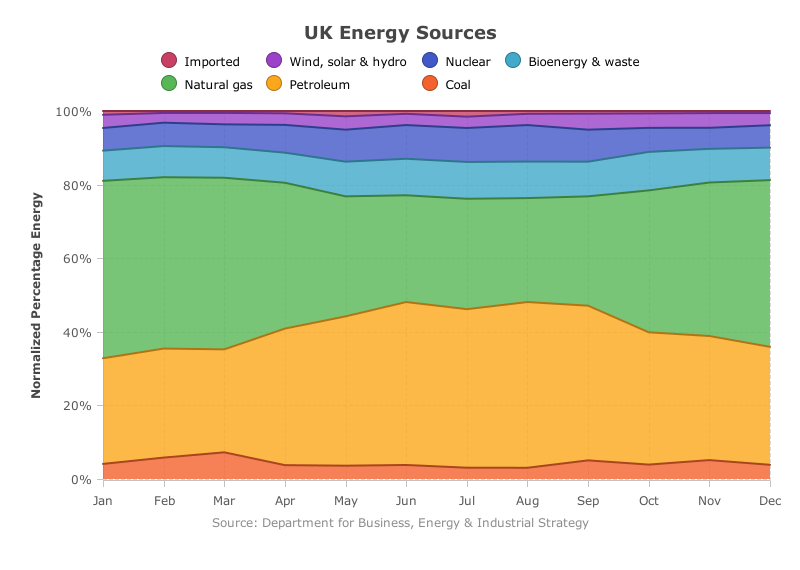 UK Energy Sources
Imported Wind, solar & hydro Nuclear Bioenergy & waste
Natural gas Petroleum Coal
Normalized Percentage Energy
100%
80%
60%
40%
20%
0%
Jan Feb Mar Apr May Jun Jul Aug Sep Oct Nov Dec
Source: Department for Business, Energy & Industrial Strategy